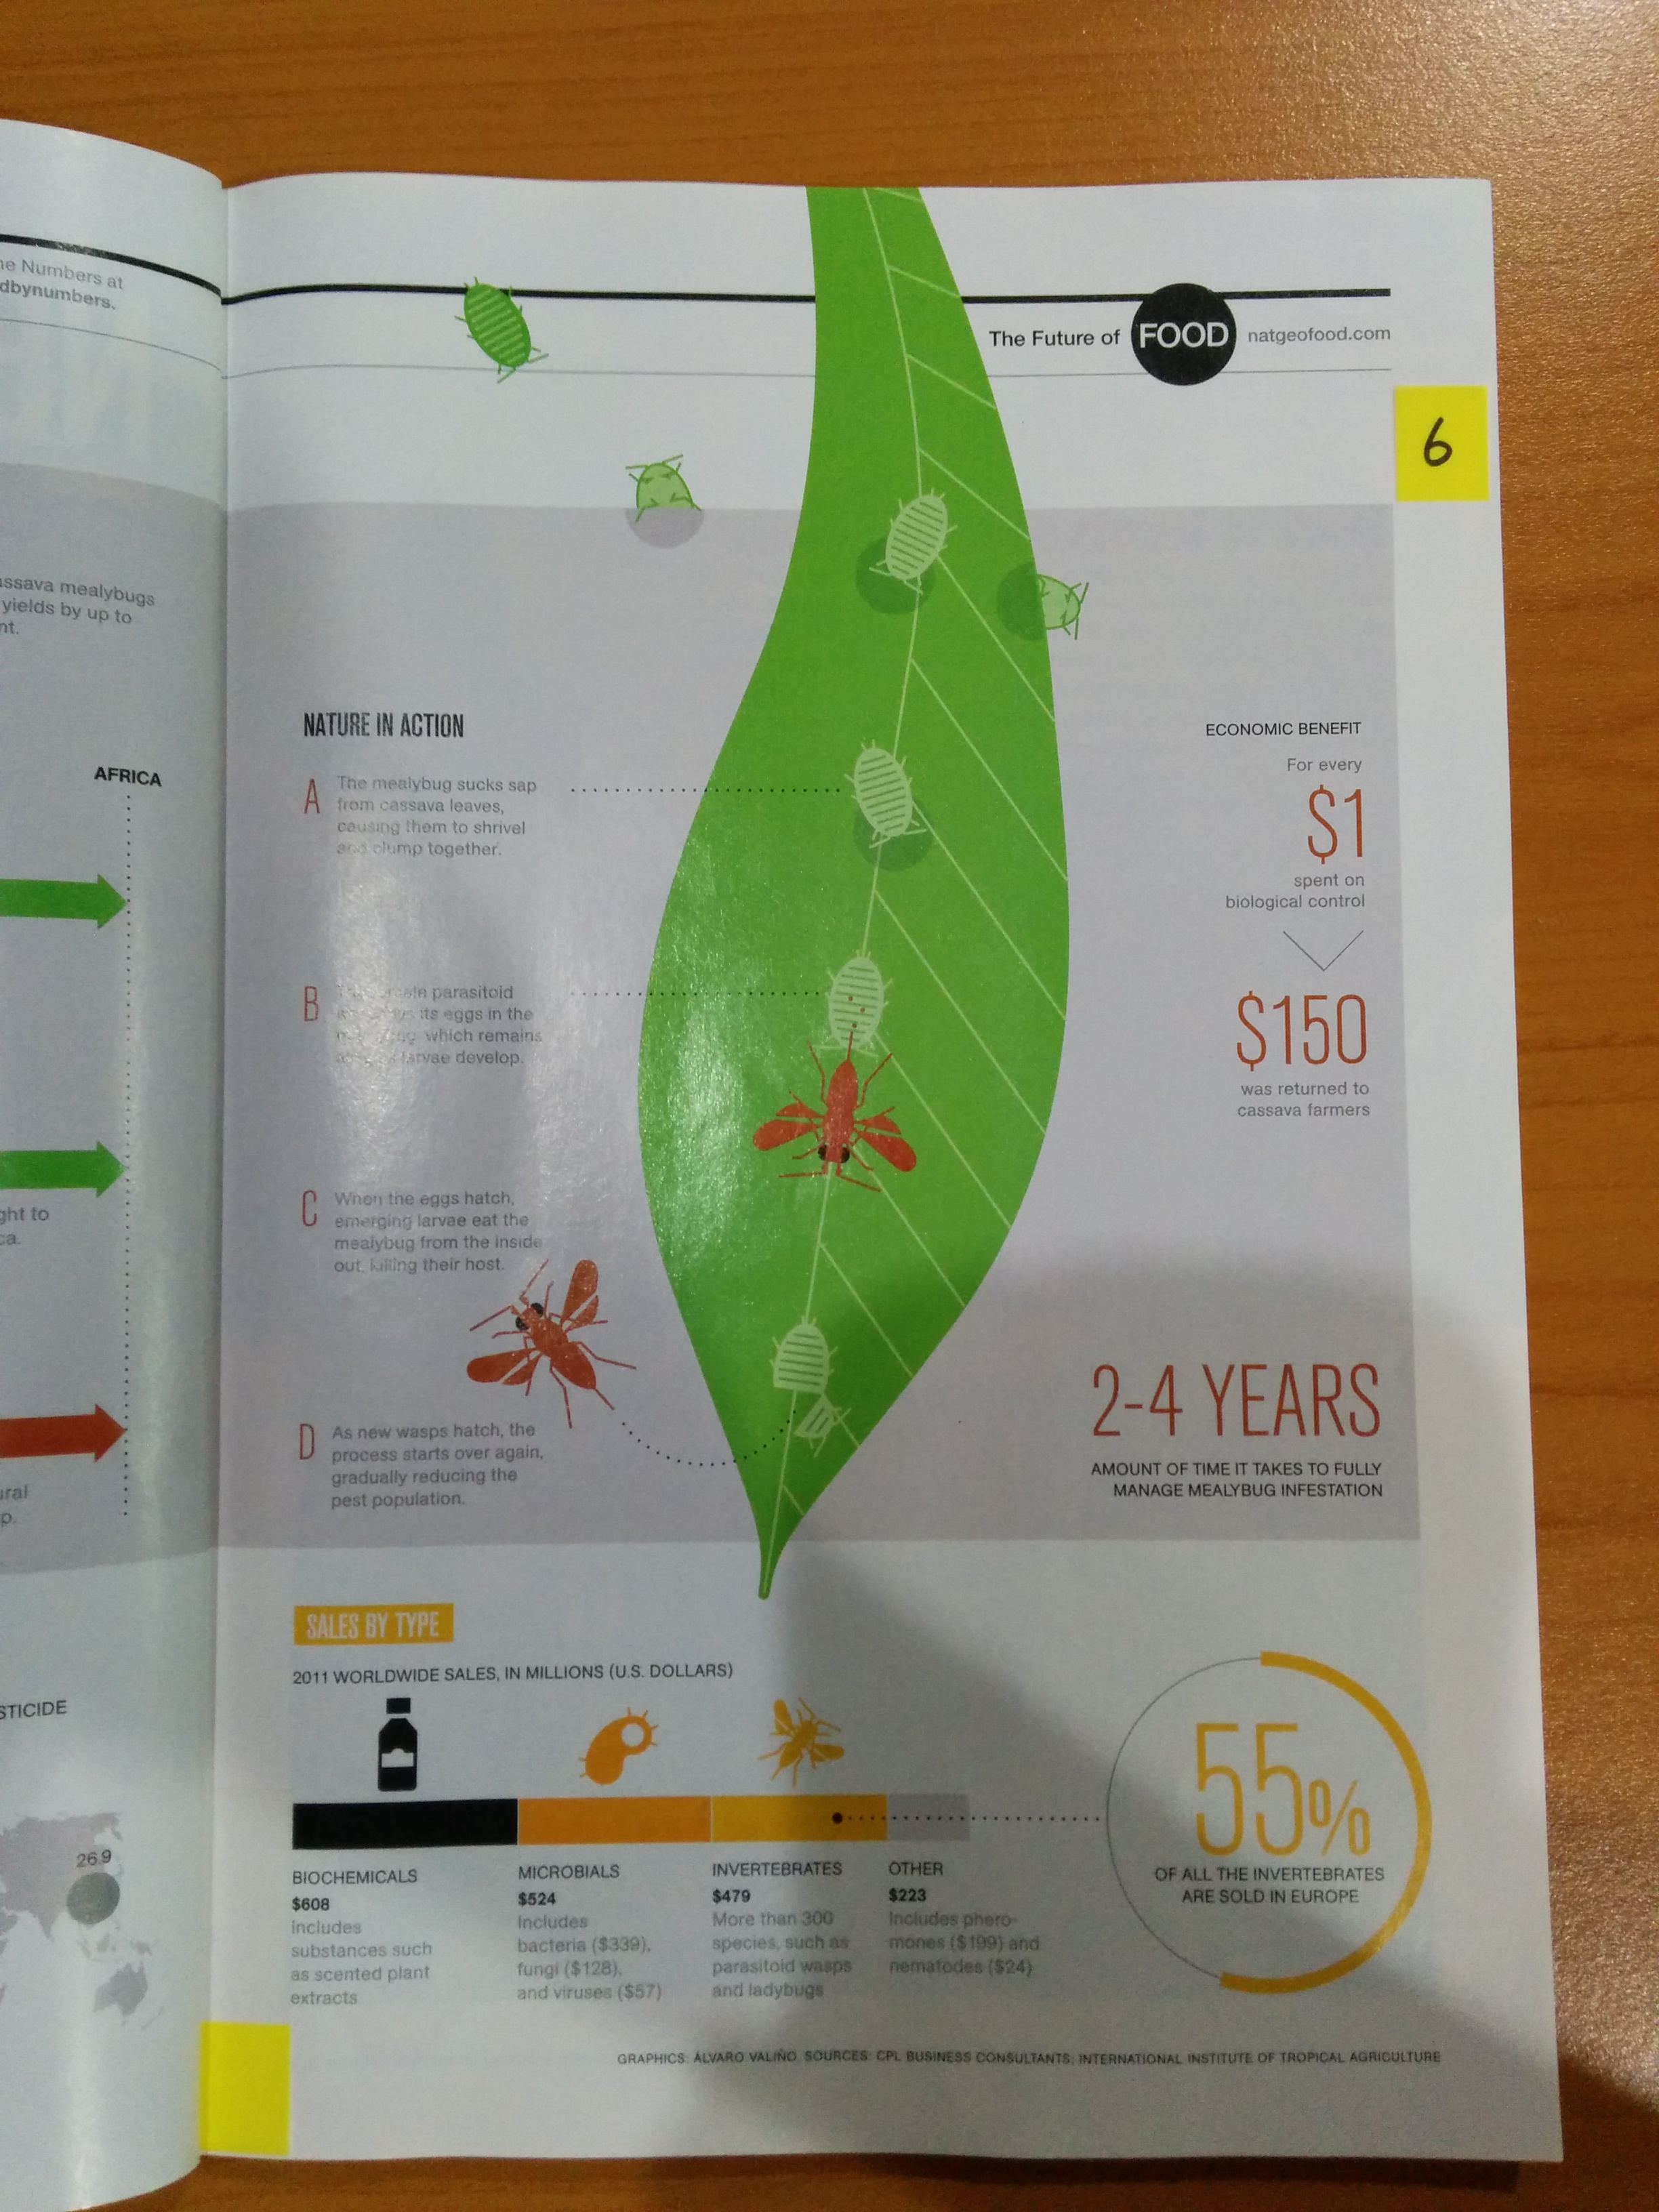 ne Numbers at
dbynumbers.
The Future of FOOD natgeofood.com
6
assava mealybugs
yields by up to
nt.
AFRICA
ght to
ca.
ural
p.
STICIDE
26.9
NATURE IN ACTION
A The mealybug sucks sap
from cassava leaves,
causing them to shrivel
and clump together.
B parasitoid
its eggs in the
which remains
larvae develop.
C When the eggs hatch,
emerging larvae eat the
mealybug from the inside
out, killing their host.
D As new wasps hatch, the
process starts over again,
gradually reducing the
pest population.
ECONOMIC BENEFIT
For every
$1
spent on
biological control
$150
was returned to
cassava farmers
2-4 YEARS
AMOUNT OF TIME IT TAKES TO FULLY
MANAGE MEALYBUG INFESTATION
SALES BY TYPE
2011 WORLDWIDE SALES, IN MILLIONS (U.S. DOLLARS)
BIOCHEMICALS
$608
Includes
substances such
as scented plant
extracts
MICROBIALS
$524
Includes
bacteria ($339),
fungi ($128),
and viruses ($57)
INVERTEBRATES
$479
More than 300
species, such as
parasitoid wasps
and ladybugs
OTHER
$223
Includes phero-
mones ($199) and
nematodes ($24)
55%
OF ALL THE INVERTEBRATES
ARE SOLD IN EUROPE
GRAPHICS: ÁLVARO VALIÑO. SOURCES: CPL BUSINESS CONSULTANTS; INTERNATIONAL INSTITUTE OF TROPICAL AGRICULTURE